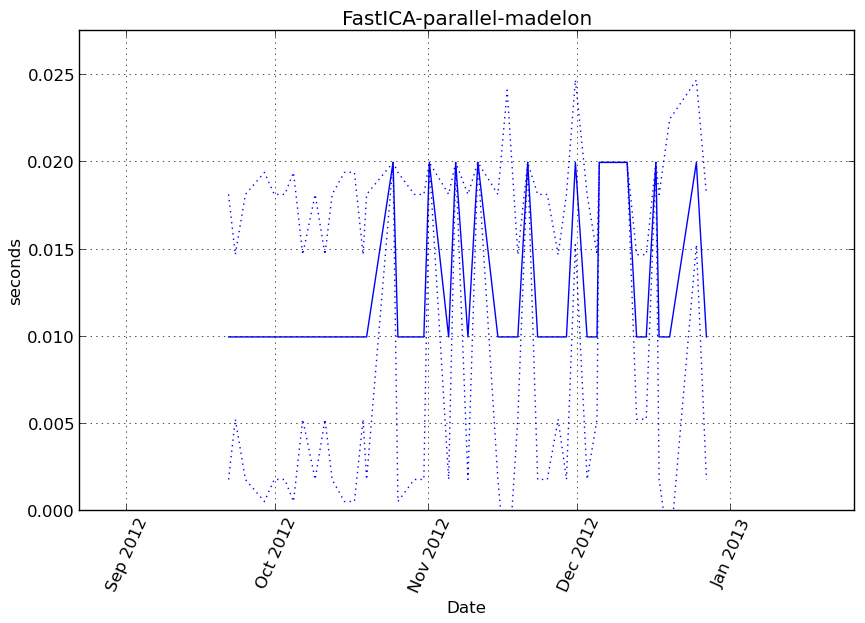 FastICA-parallel-madelon
0.025
0.020
0.015
0.010
0.005
0.000
seconds
Sep 2012
Oct 2012
Nov 2012
Dec 2012
Jan 2013
Date